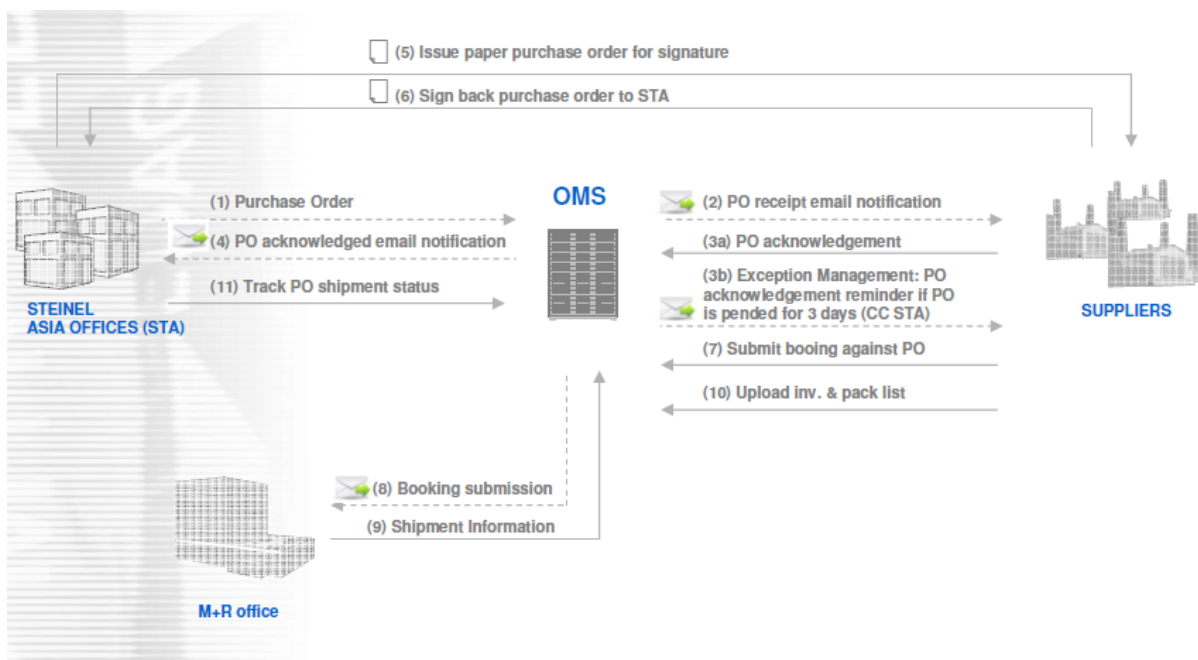 (5) Issue paper purchase order for signature
(6) Sign back purchase order to STA
OMS
(1) Purchase Order
(4) PO acknowledged email notification
(11) Track PO shipment status
(2) PO receipt email notification
(3a) PO acknowledgement
(3b) Exception Management: PO
acknowledgement reminder if PO
is pended for 3 days (CC STA)
(7) Submit booing against PO
(10) Upload inv. & pack list
STEINEL
ASIA OFFICES (STA)
SUPPLIERS
(8) Booking submission
(9) Shipment Information
M+R office